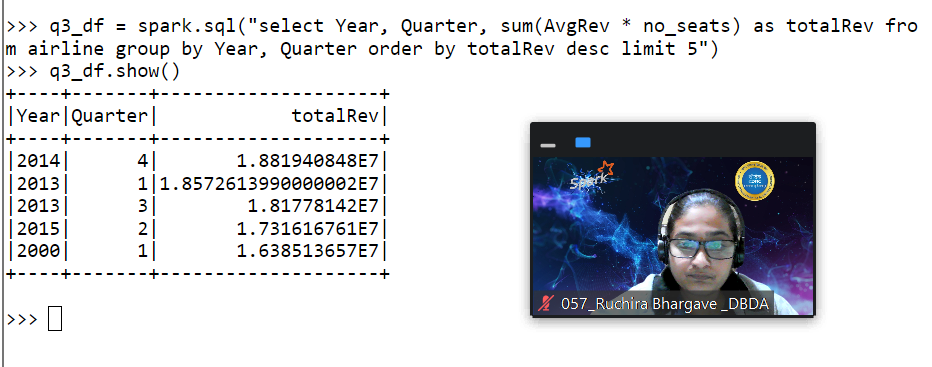 >>> q3_df = spark.sql("select Year, Quarter, sum(AvgRev * no_seats) as totalRev fro
m airline group by Year, Quarter order by totalRev desc limit 5")
>>> q3_df.show()
+----+-------+--------------------+
|Year|Quarter|            totalRev|
+----+-------+--------------------+
|2014|      4|       1.881940848E7|
|2013|      1|1.8572613990000002E7|
|2013|      3|        1.81778142E7|
|2015|      2|       1.731616761E7|
|2000|      1|       1.638513657E7|
+----+-------+--------------------+
>>>
Spark
057_Ruchira Bhargave _DBDA